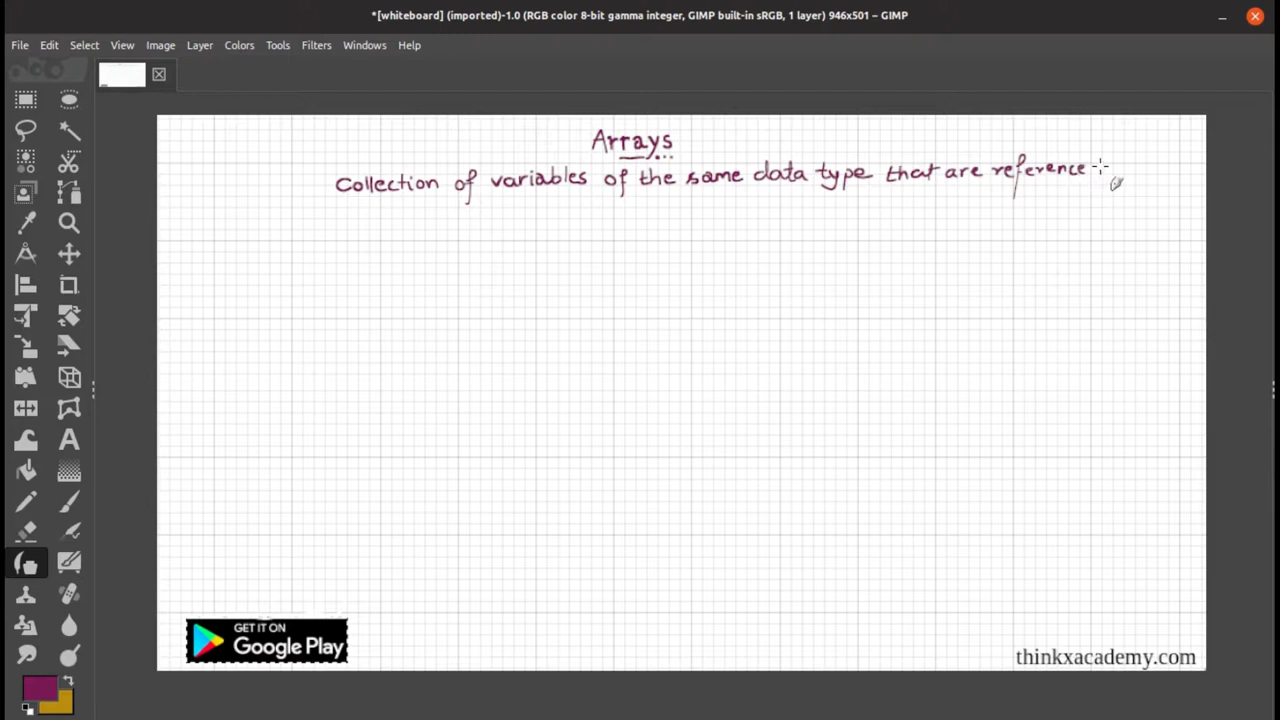 *[whiteboard] (imported)-1.0 (RGB color 8-bit gamma integer, GIMP built-in sRGB, 1 layer) 946x501 – GIMP
File Edit Select View Image Layer Colors Tools Filters Windows Help
Arrays
Collection of variables of the same data type that are reference
GET IT ON
Google Play
thinkxacademy.com